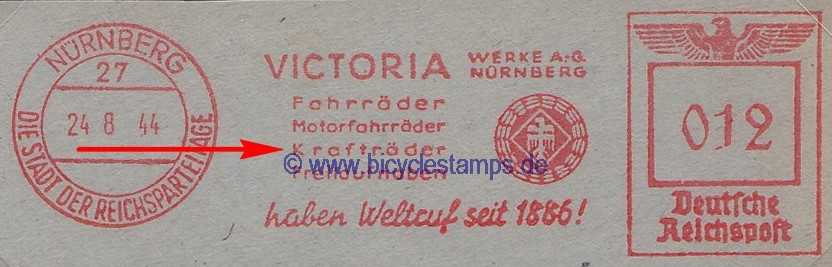 NÜRNBERG
27
24 8 44
DIE STADT DER REICHSPARTEITAGE
VICTORIA WERKE A.-G.
NÜRNBERG
Fahrräder
Motorfahrräder
Krafträder
© www.bicyclestamps.de
Freilaufnaben
haben Weltruf seit 1886!
012
Deutsche
Reichspost